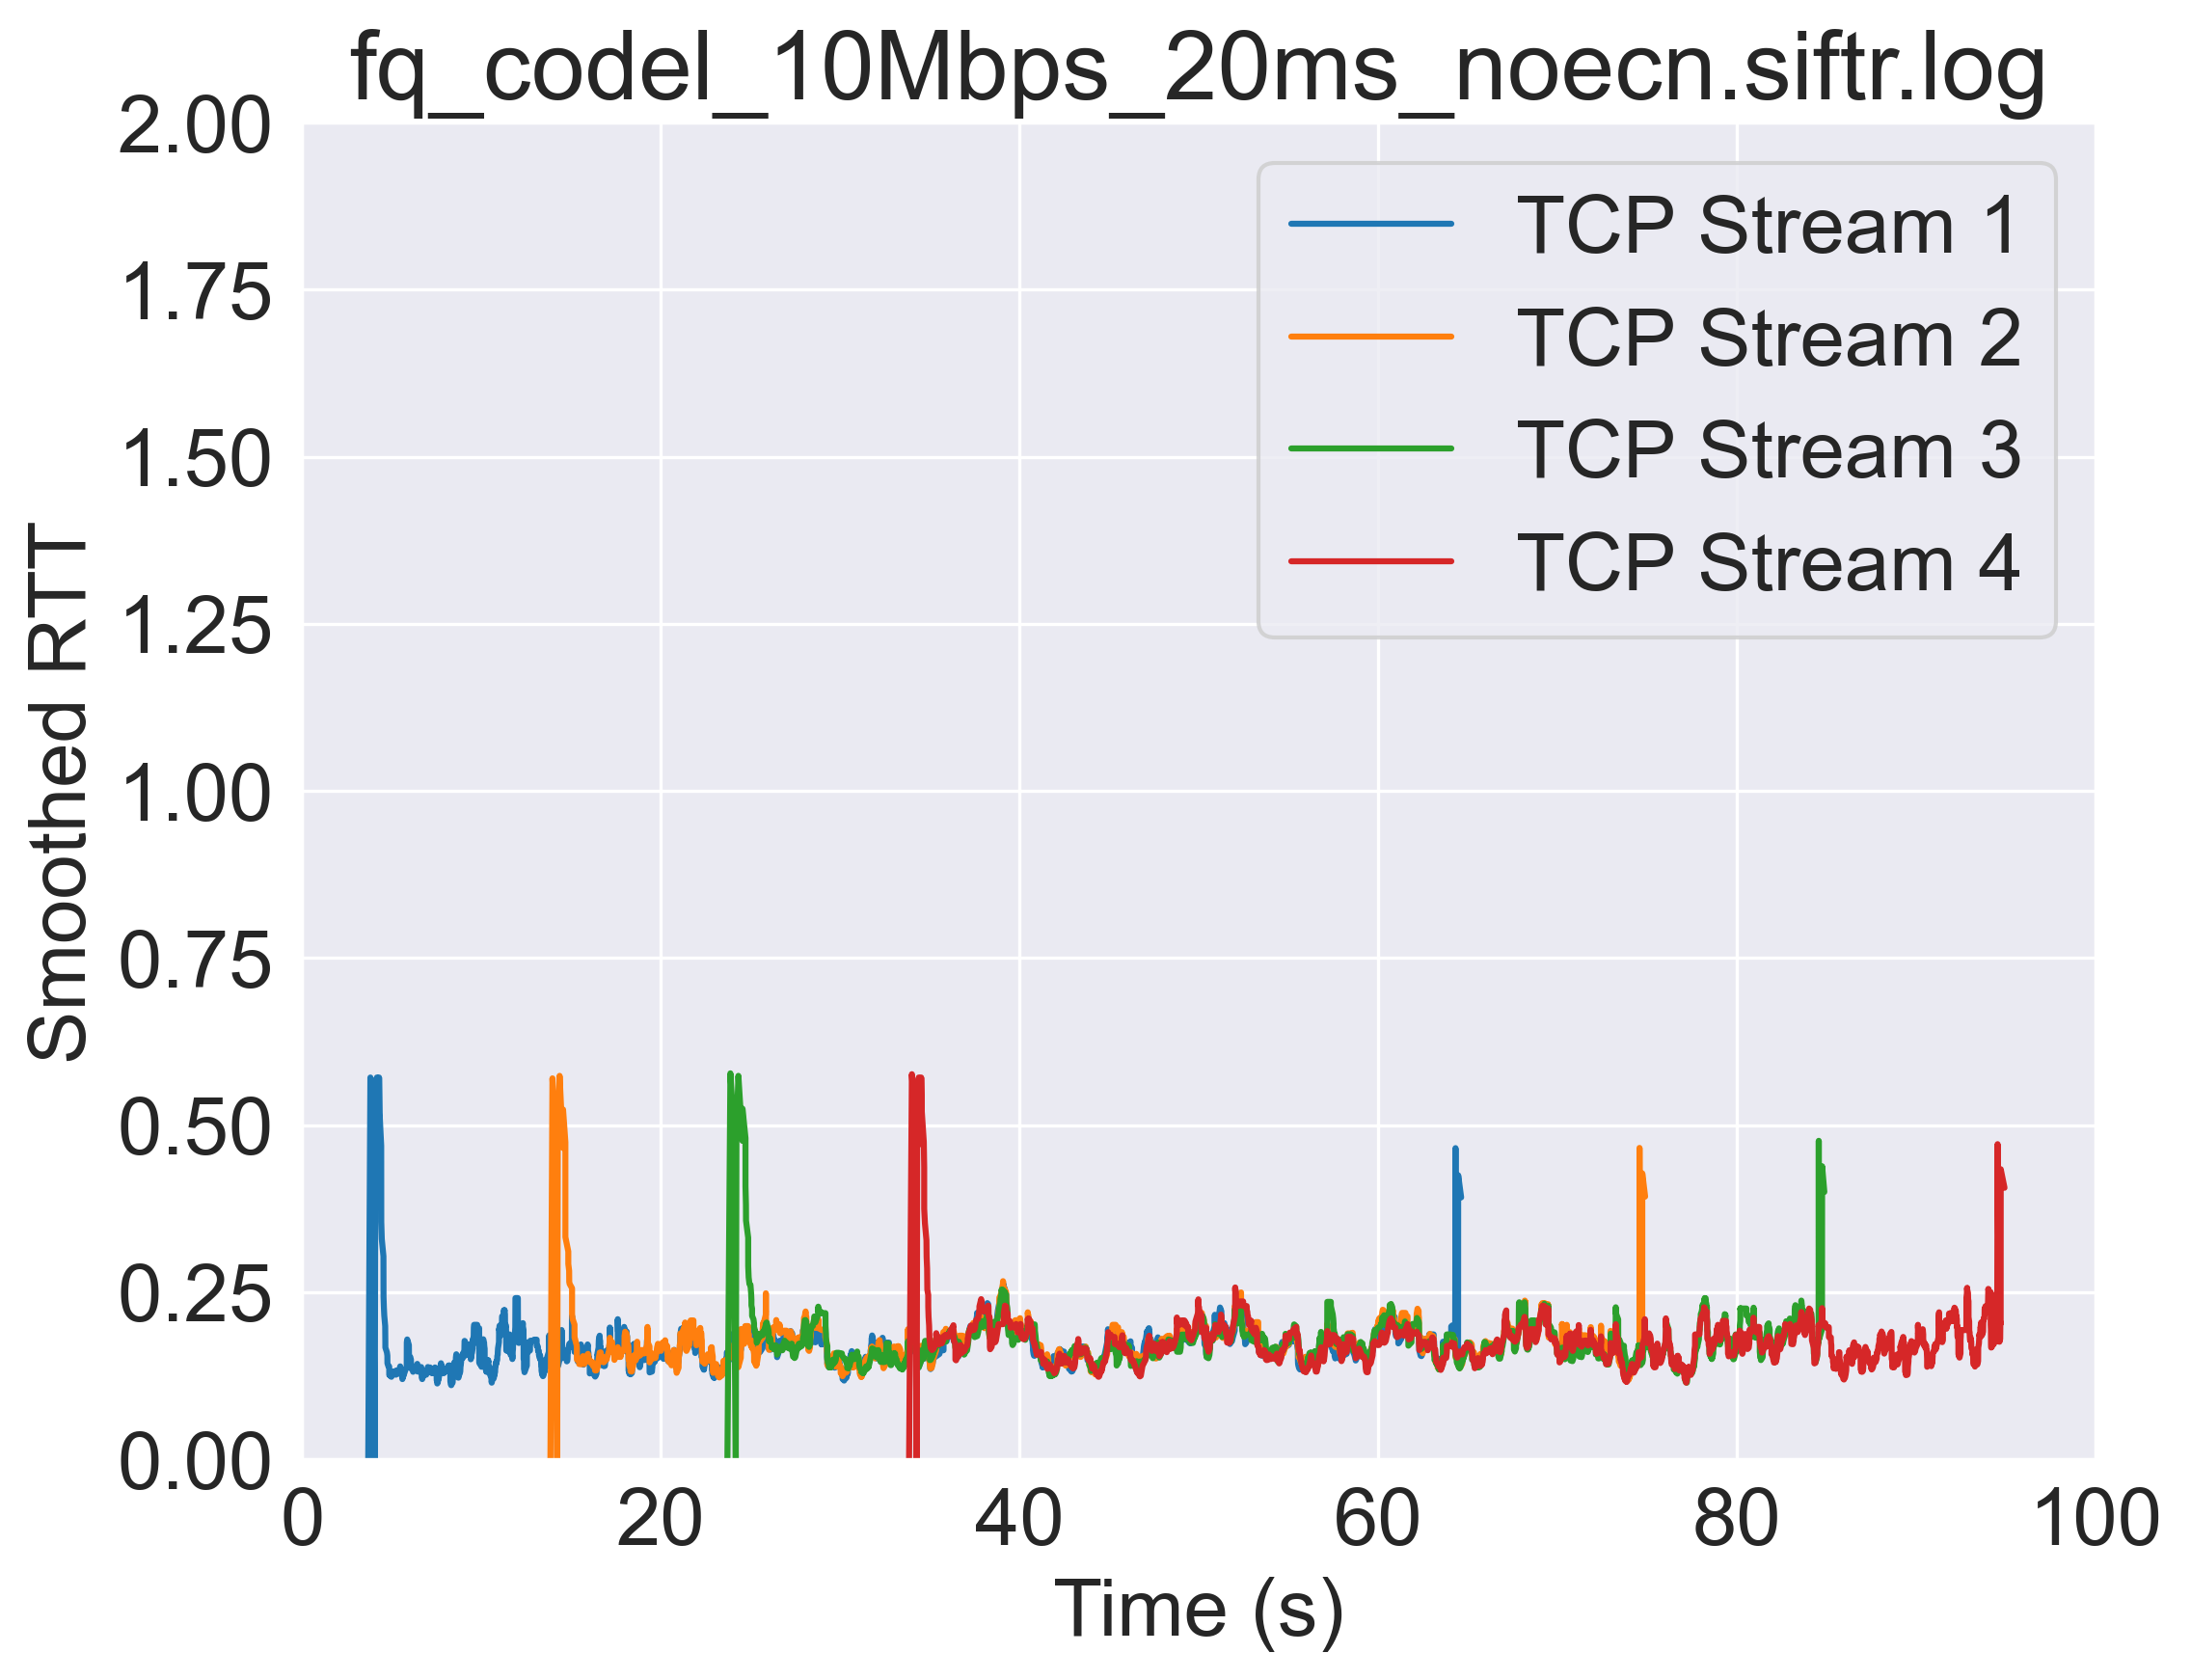 fq_codel_10Mbps_20ms_noecn.siftr.log
2.00
1.75
1.50
1.25
1.00
0.75
0.50
0.25
0.00
Smoothed RTT
TCP Stream 1
TCP Stream 2
TCP Stream 3
TCP Stream 4
0 20 40 60 80 100
Time (s)